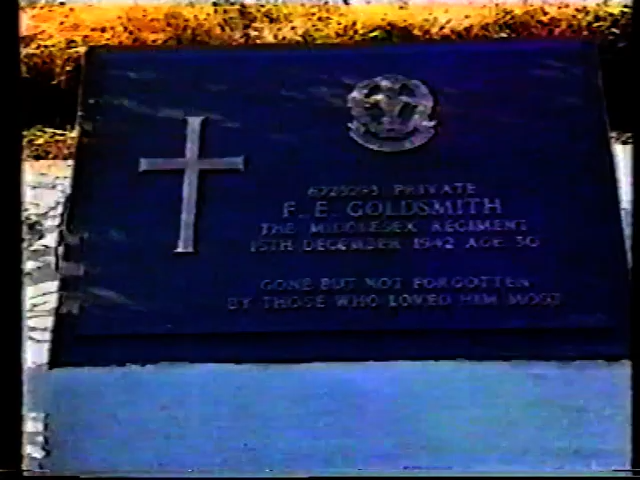 PRIVATE
F. E. GOLDSMITH
THE MIDDLESEX REGIMENT
15TH DECEMBER 1942 AGE 30
GONE BUT NOT FORGOTTEN
BY THOSE WHO LOVED HIM MOST